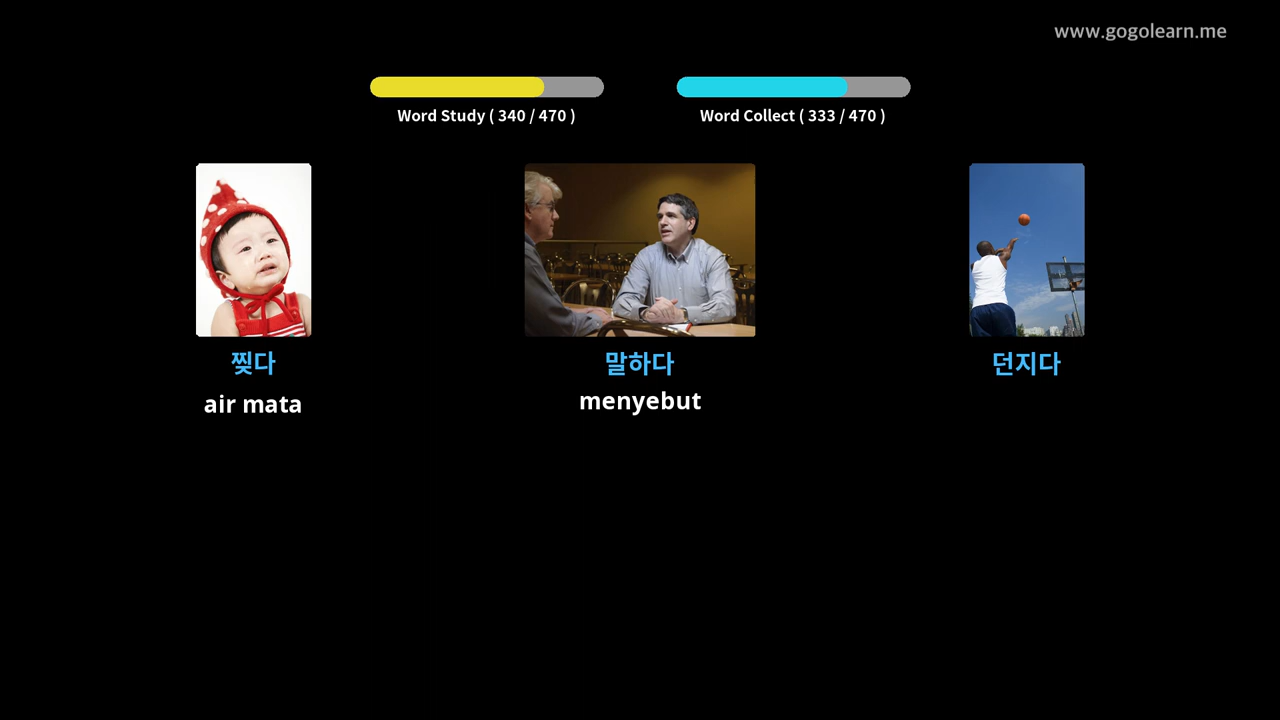 www.gogolearn.me
Word Study ( 340 / 470 )
Word Collect ( 333 / 470 )
찢다
말하다
던지다
air mata
menyebut